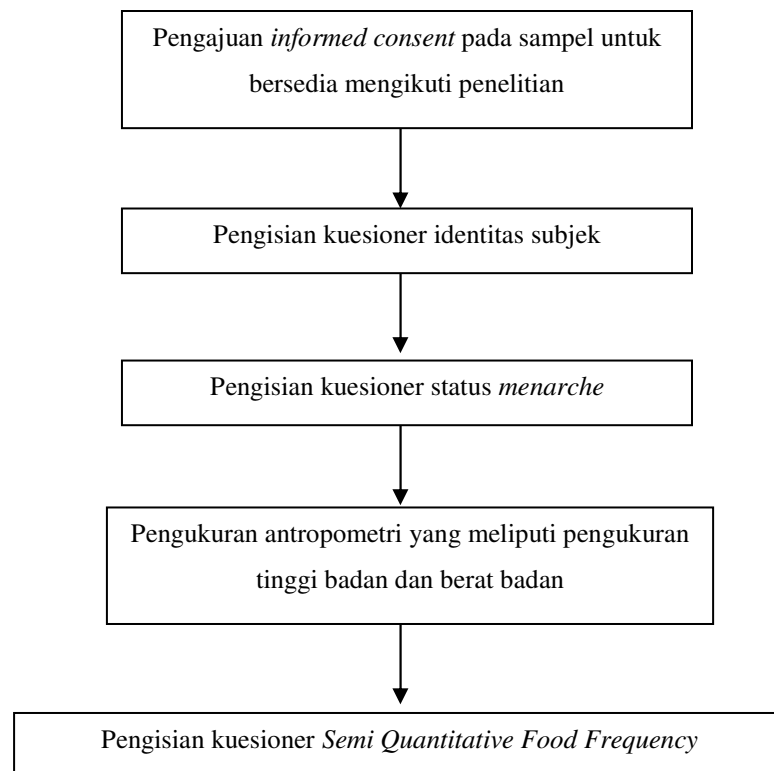 Pengajuan informed consent pada sampel untuk
bersedia mengikuti penelitian
Pengisian kuesioner identitas subjek
Pengisian kuesioner status menarche
Pengukuran antropometri yang meliputi pengukuran
tinggi badan dan berat badan
Pengisian kuesioner Semi Quantitative Food Frequency